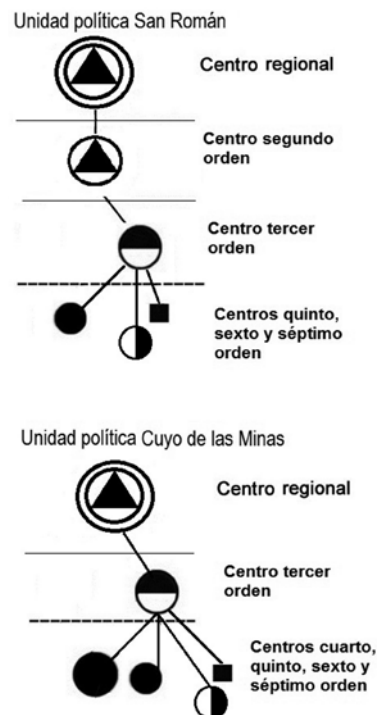 Unidad política San Román
Centro regional
Centro segundo
orden
Centro tercer
orden
Centros quinto,
sexto y séptimo
orden
Unidad política Cuyo de las Minas
Centro regional
Centro tercer
orden
Centros cuarto,
quinto, sexto y
séptimo orden